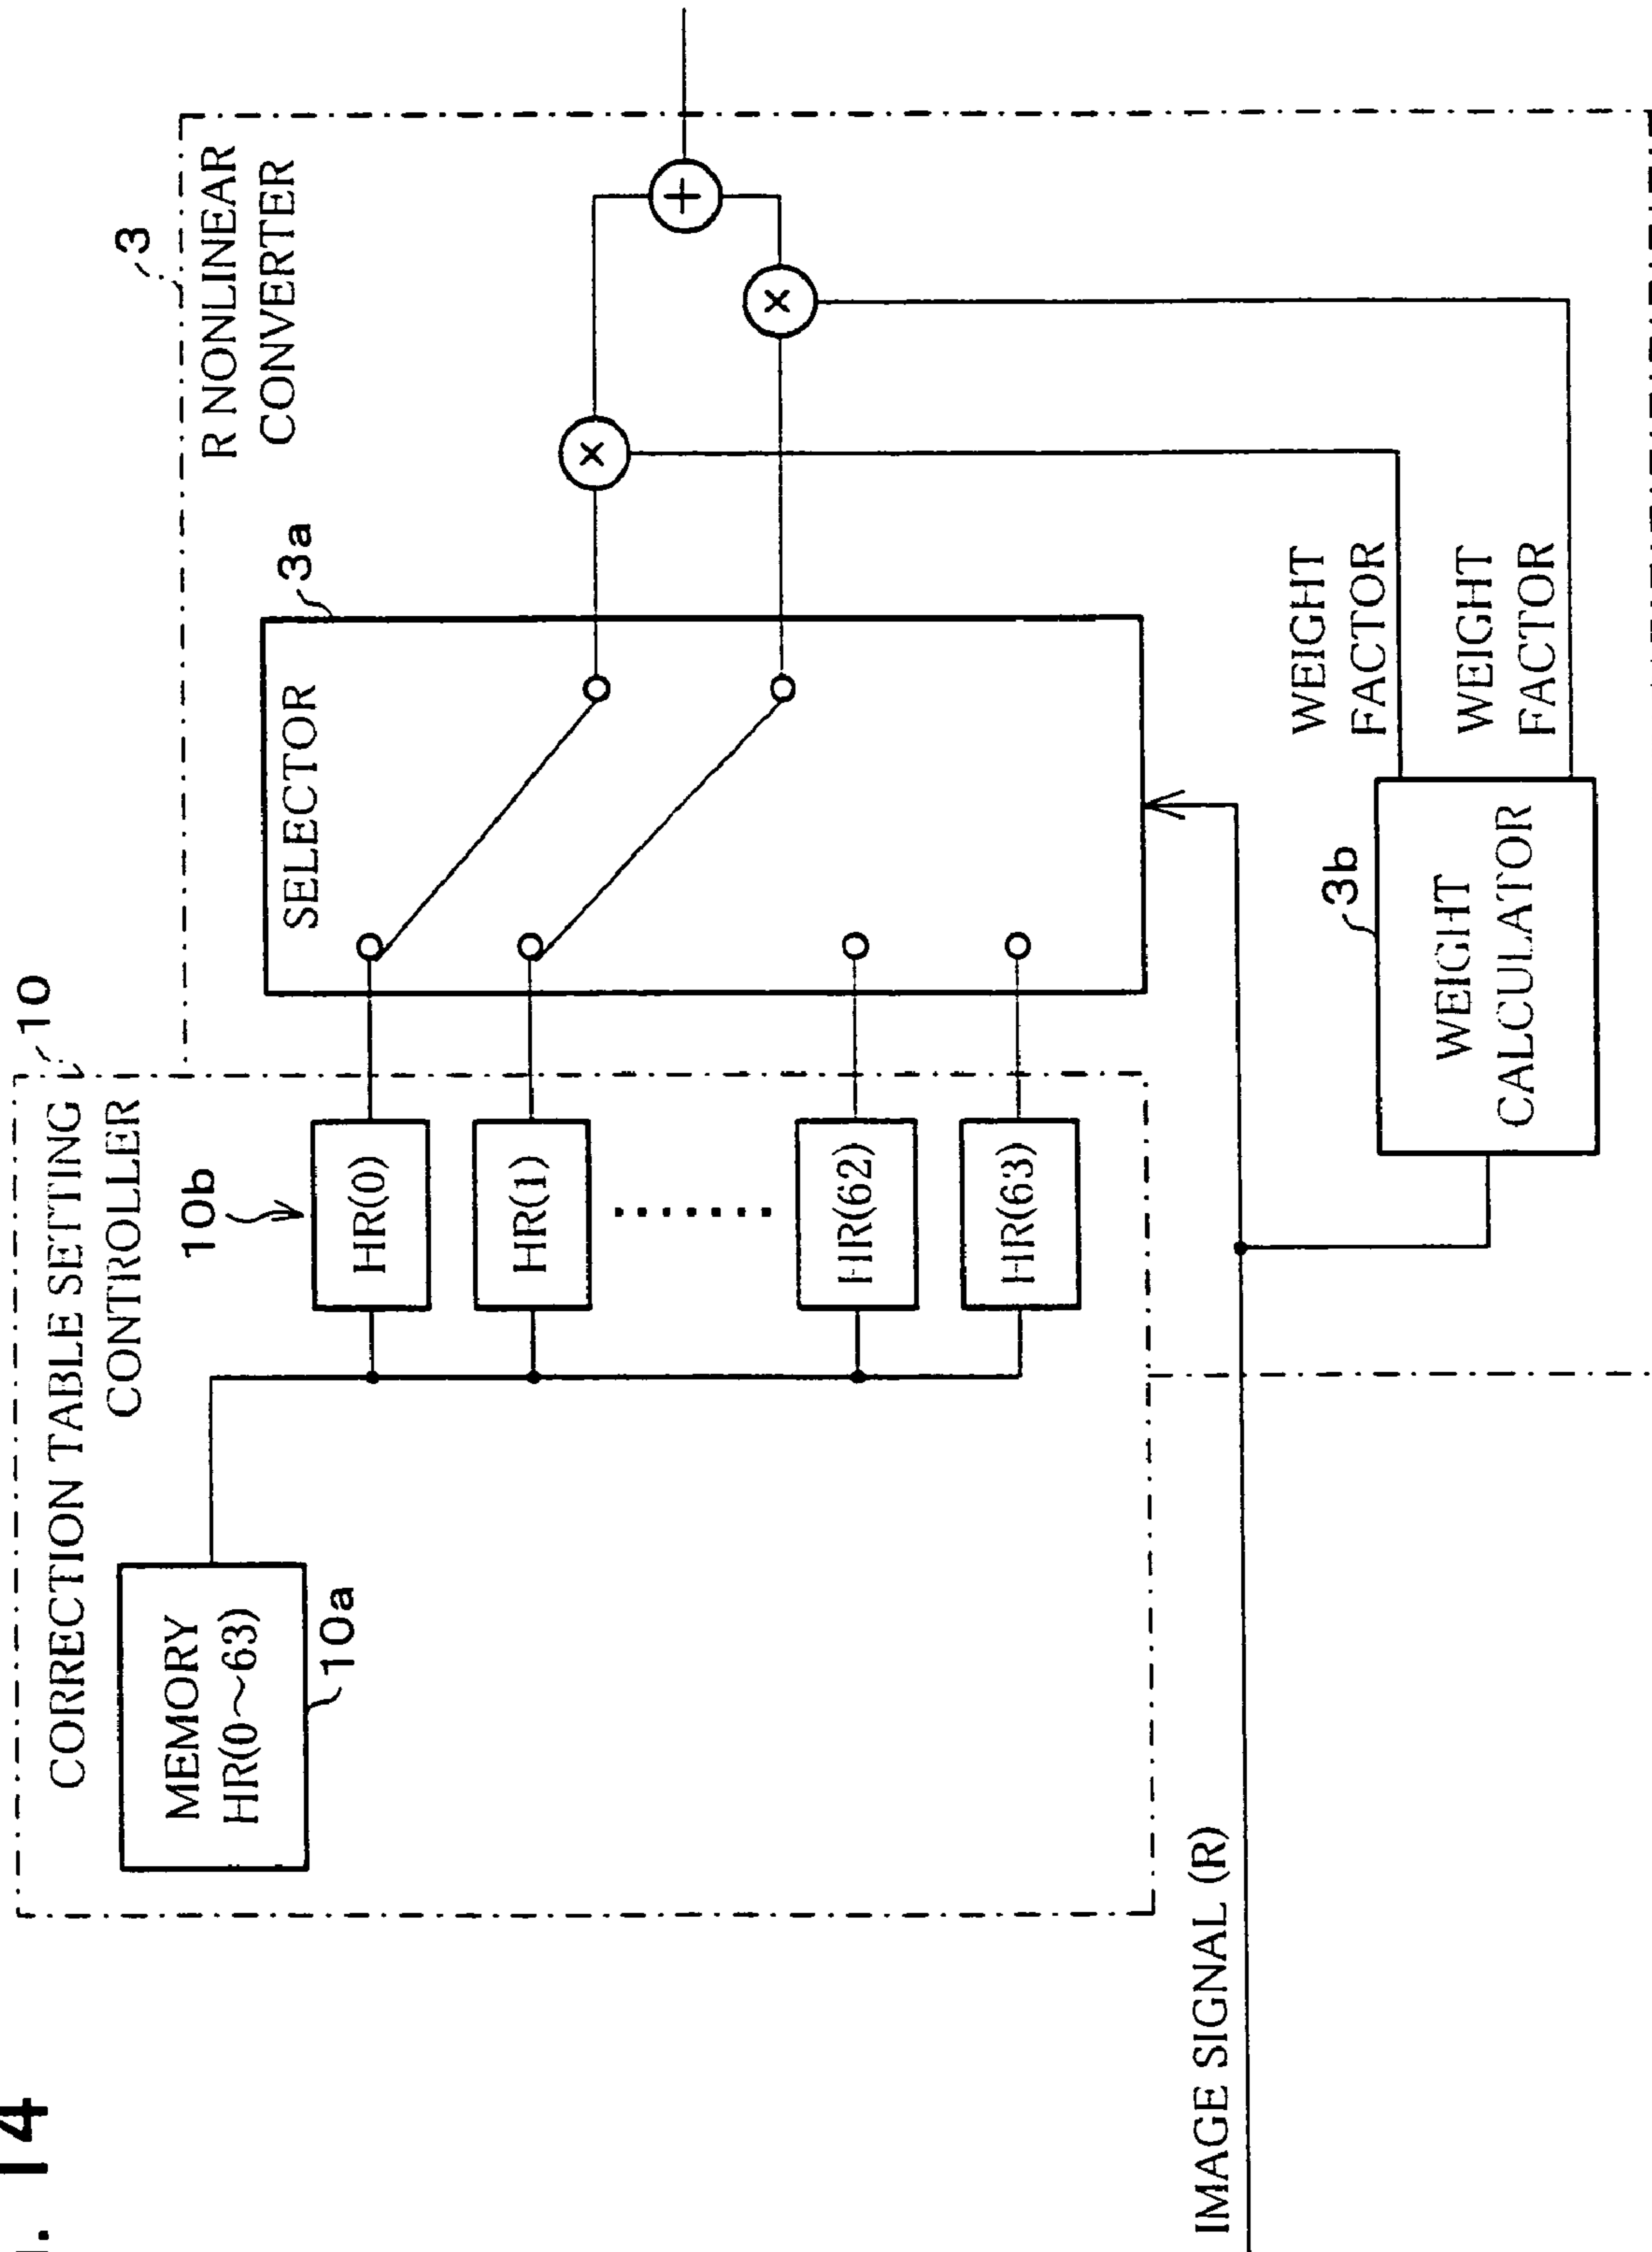 14
CORRECTION TABLE SETTING
CONTROLLER
10
MEMORY
HR(0~63)
10a
10b
HR(0)
HR(1)
HR(62)
HR(63)
3
R NONLINEAR
CONVERTER
SELECTOR
3a
×
×
+
WEIGHT
FACTOR
WEIGHT
FACTOR
3b
WEIGHT
CALCULATOR
IMAGE SIGNAL (R)